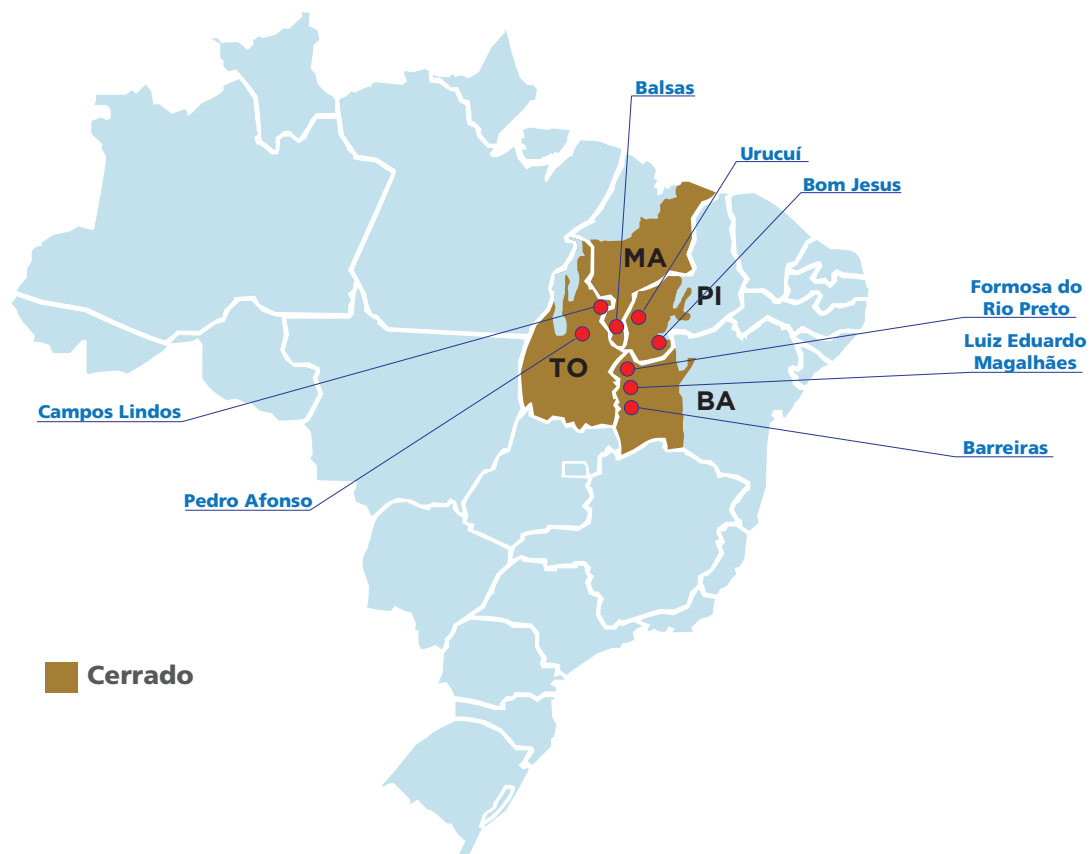 Balsas
Urucuí
Bom Jesus
MA
PI
Formosa do
Rio Preto
Luiz Eduardo
Magalhães
TO
BA
Campos Lindos
Barreiras
Pedro Afonso
Cerrado